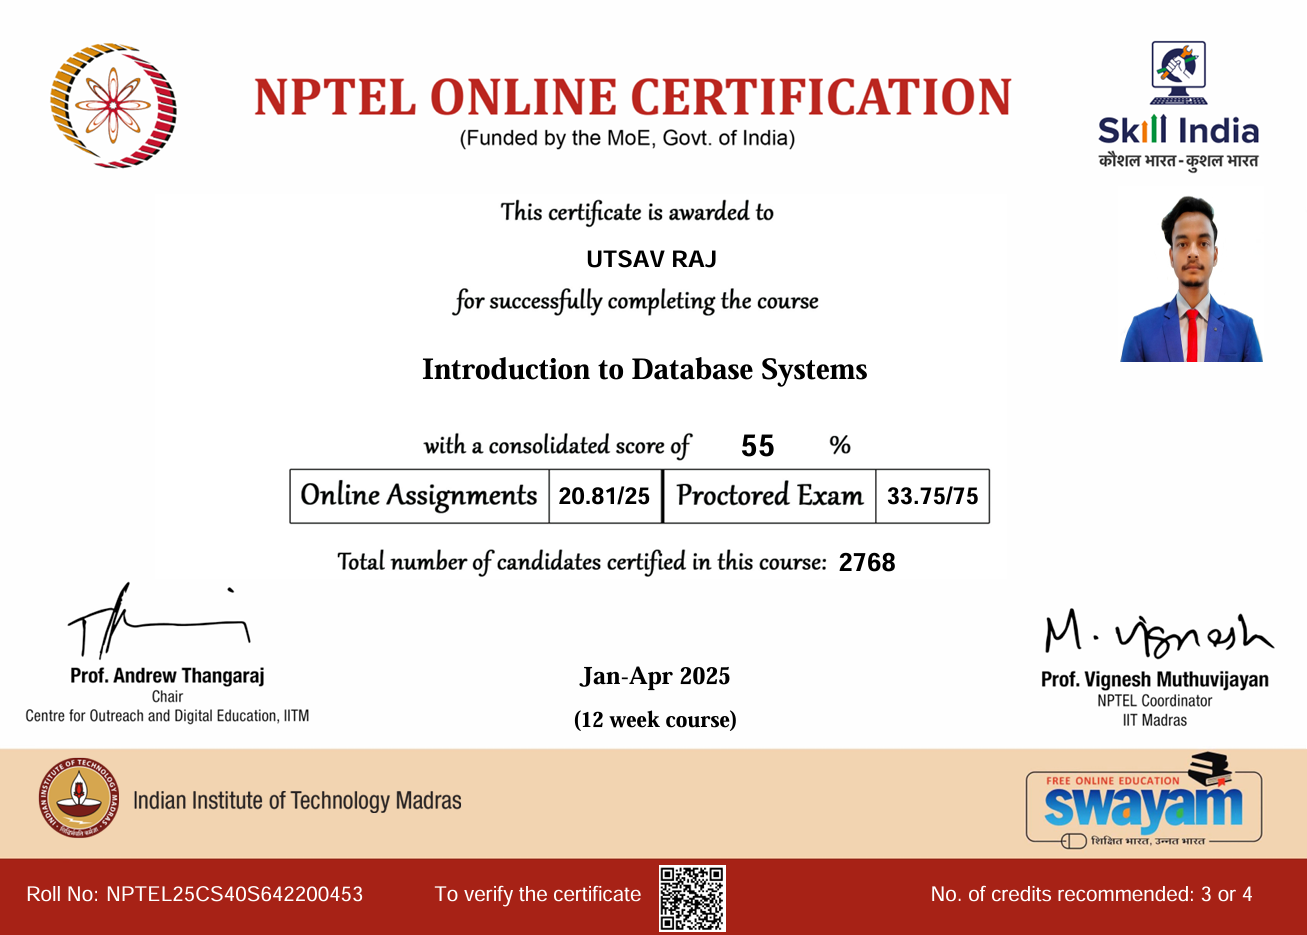 NPTEL ONLINE CERTIFICATION
(Funded by the MoE, Govt. of India)
Skill India
कौशल भारत - कुशल भारत
This certificate is awarded to
UTSAV RAJ
for successfully completing the course
Introduction to Database Systems
with a consolidated score of 55 %
Online Assignments 20.81/25 Proctored Exam 33.75/75
Total number of candidates certified in this course: 2768
Prof. Andrew Thangaraj
Chair
Centre for Outreach and Digital Education, IITM
Jan-Apr 2025
(12 week course)
M. Vignesh
Prof. Vignesh Muthuvijayan
NPTEL Coordinator
IIT Madras
INDIAN INSTITUTE OF TECHNOLOGY MADRAS
Indian Institute of Technology Madras
FREE ONLINE EDUCATION
swayam
शिक्षित भारत, उन्नत भारत
Roll No: NPTEL25CS40S642200453
To verify the certificate
No. of credits recommended: 3 or 4